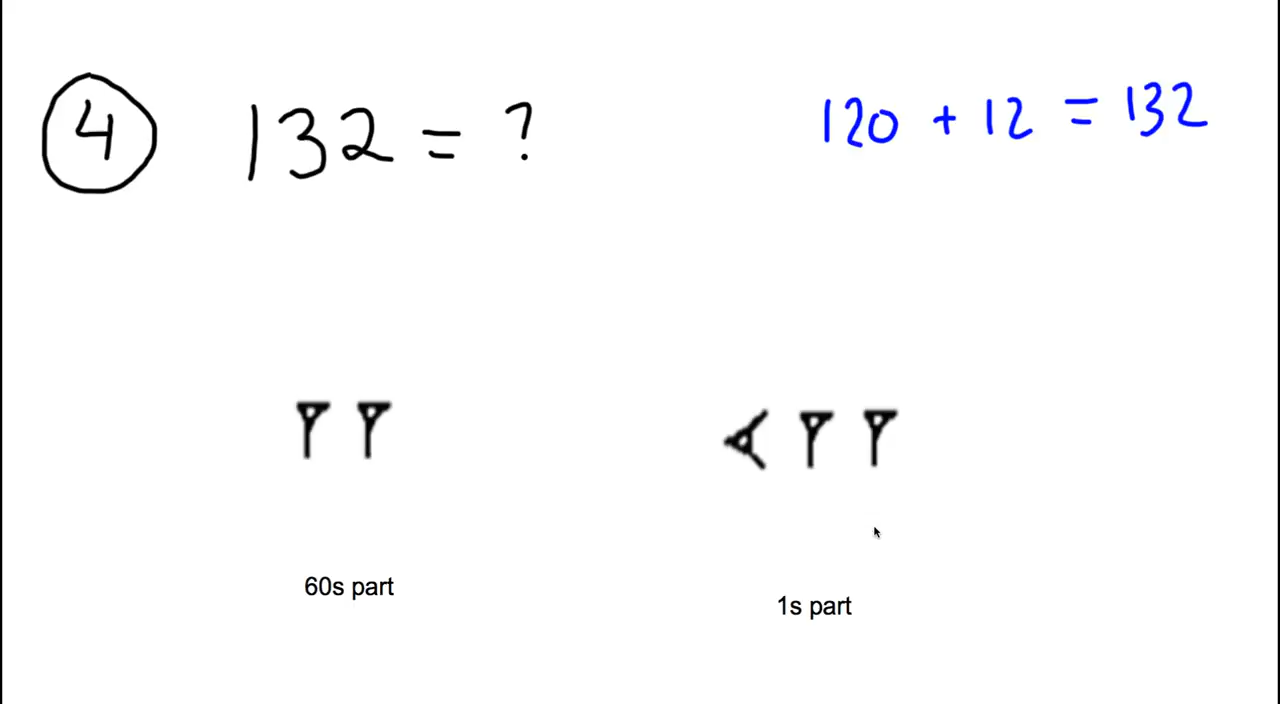 4 132 = ?
120 + 12 = 132
𒁹 𒁹
𒌋 𒁹 𒁹
60s part
1s part